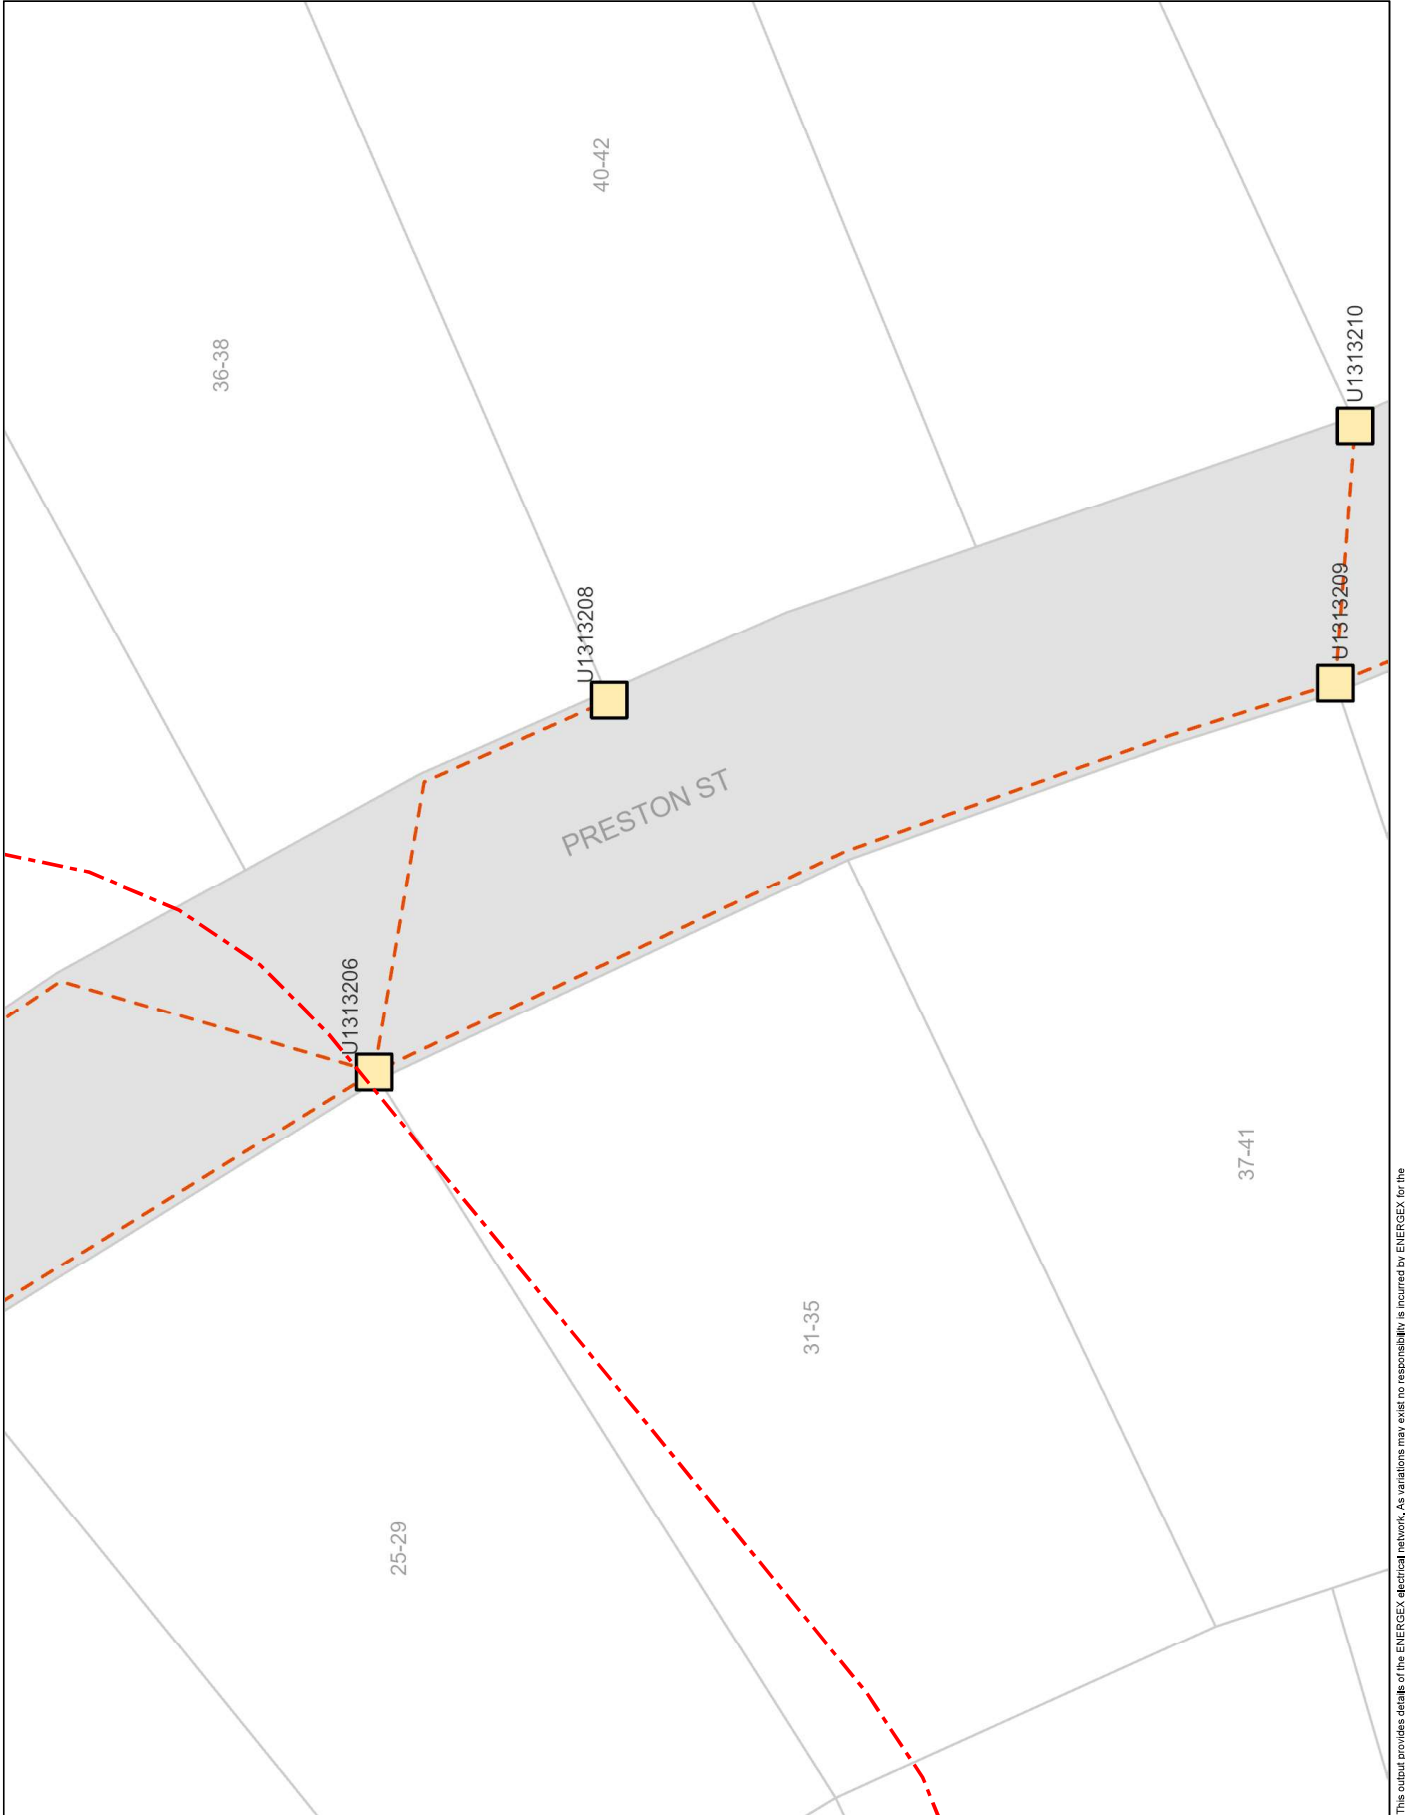 36-38
40-42
U1313210
U1313208
U1313209
PRESTON ST
U1313206
37-41
31-35
25-29
This output provides details of the ENERGEX electrical network. As variations may exist no responsibility is incurred by ENERGEX for the